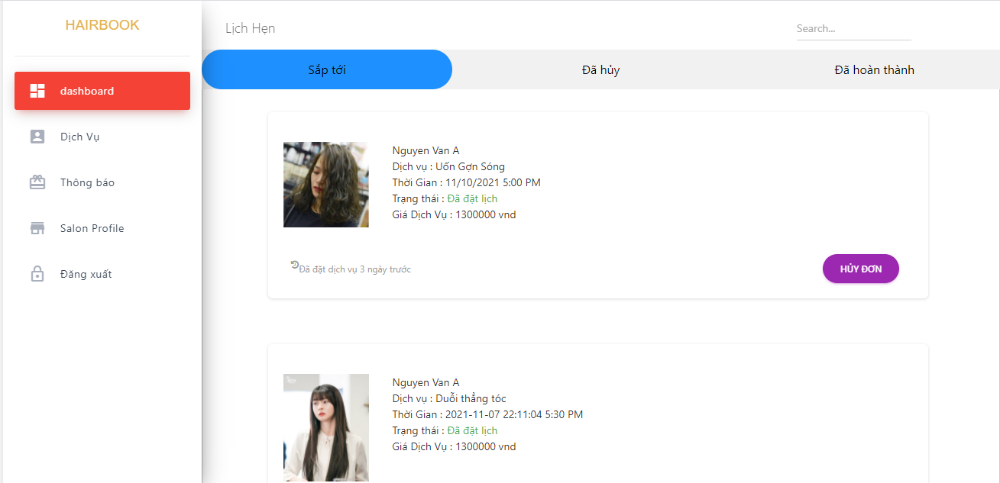 HAIRBOOK
Lịch Hẹn
Search...
Sắp tới
Đã hủy
Đã hoàn thành
dashboard
Dịch Vụ
Thông báo
Salon Profile
Đăng xuất
Nguyen Van A
Dịch vụ : Uốn Gợn Sóng
Thời Gian : 11/10/2021 5:00 PM
Trạng thái : Đã đặt lịch
Giá Dịch Vụ : 1300000 vnd
Đã đặt dịch vụ 3 ngày trước
HỦY ĐƠN
Nguyen Van A
Dịch vụ : Duỗi thẳng tóc
Thời Gian : 2021-11-07 22:11:04 5:30 PM
Trạng thái : Đã đặt lịch
Giá Dịch Vụ : 1300000 vnd